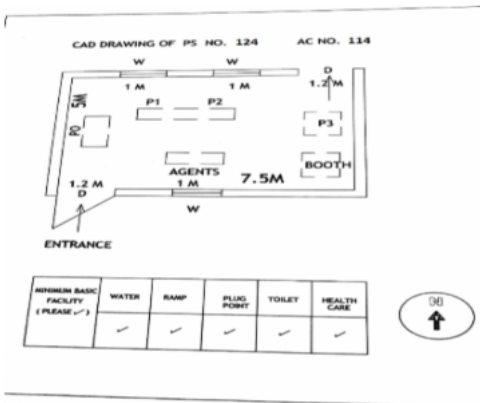 CAD DRAWING OF PS NO. 124 AC NO. 114
W W D
1 M 1 M 1.2 M
5M
P1 P2 P3
PO
AGENTS BOOTH
1.2 M 1 M 7.5M
D
W
ENTRANCE
MINIMUM BASIC
FACILITY
( PLEASE ✓ )
WATER RAMP PLUG
POINT
TOILET HEALTH
CARE
✓ ✓ ✓ ✓ ✓
N